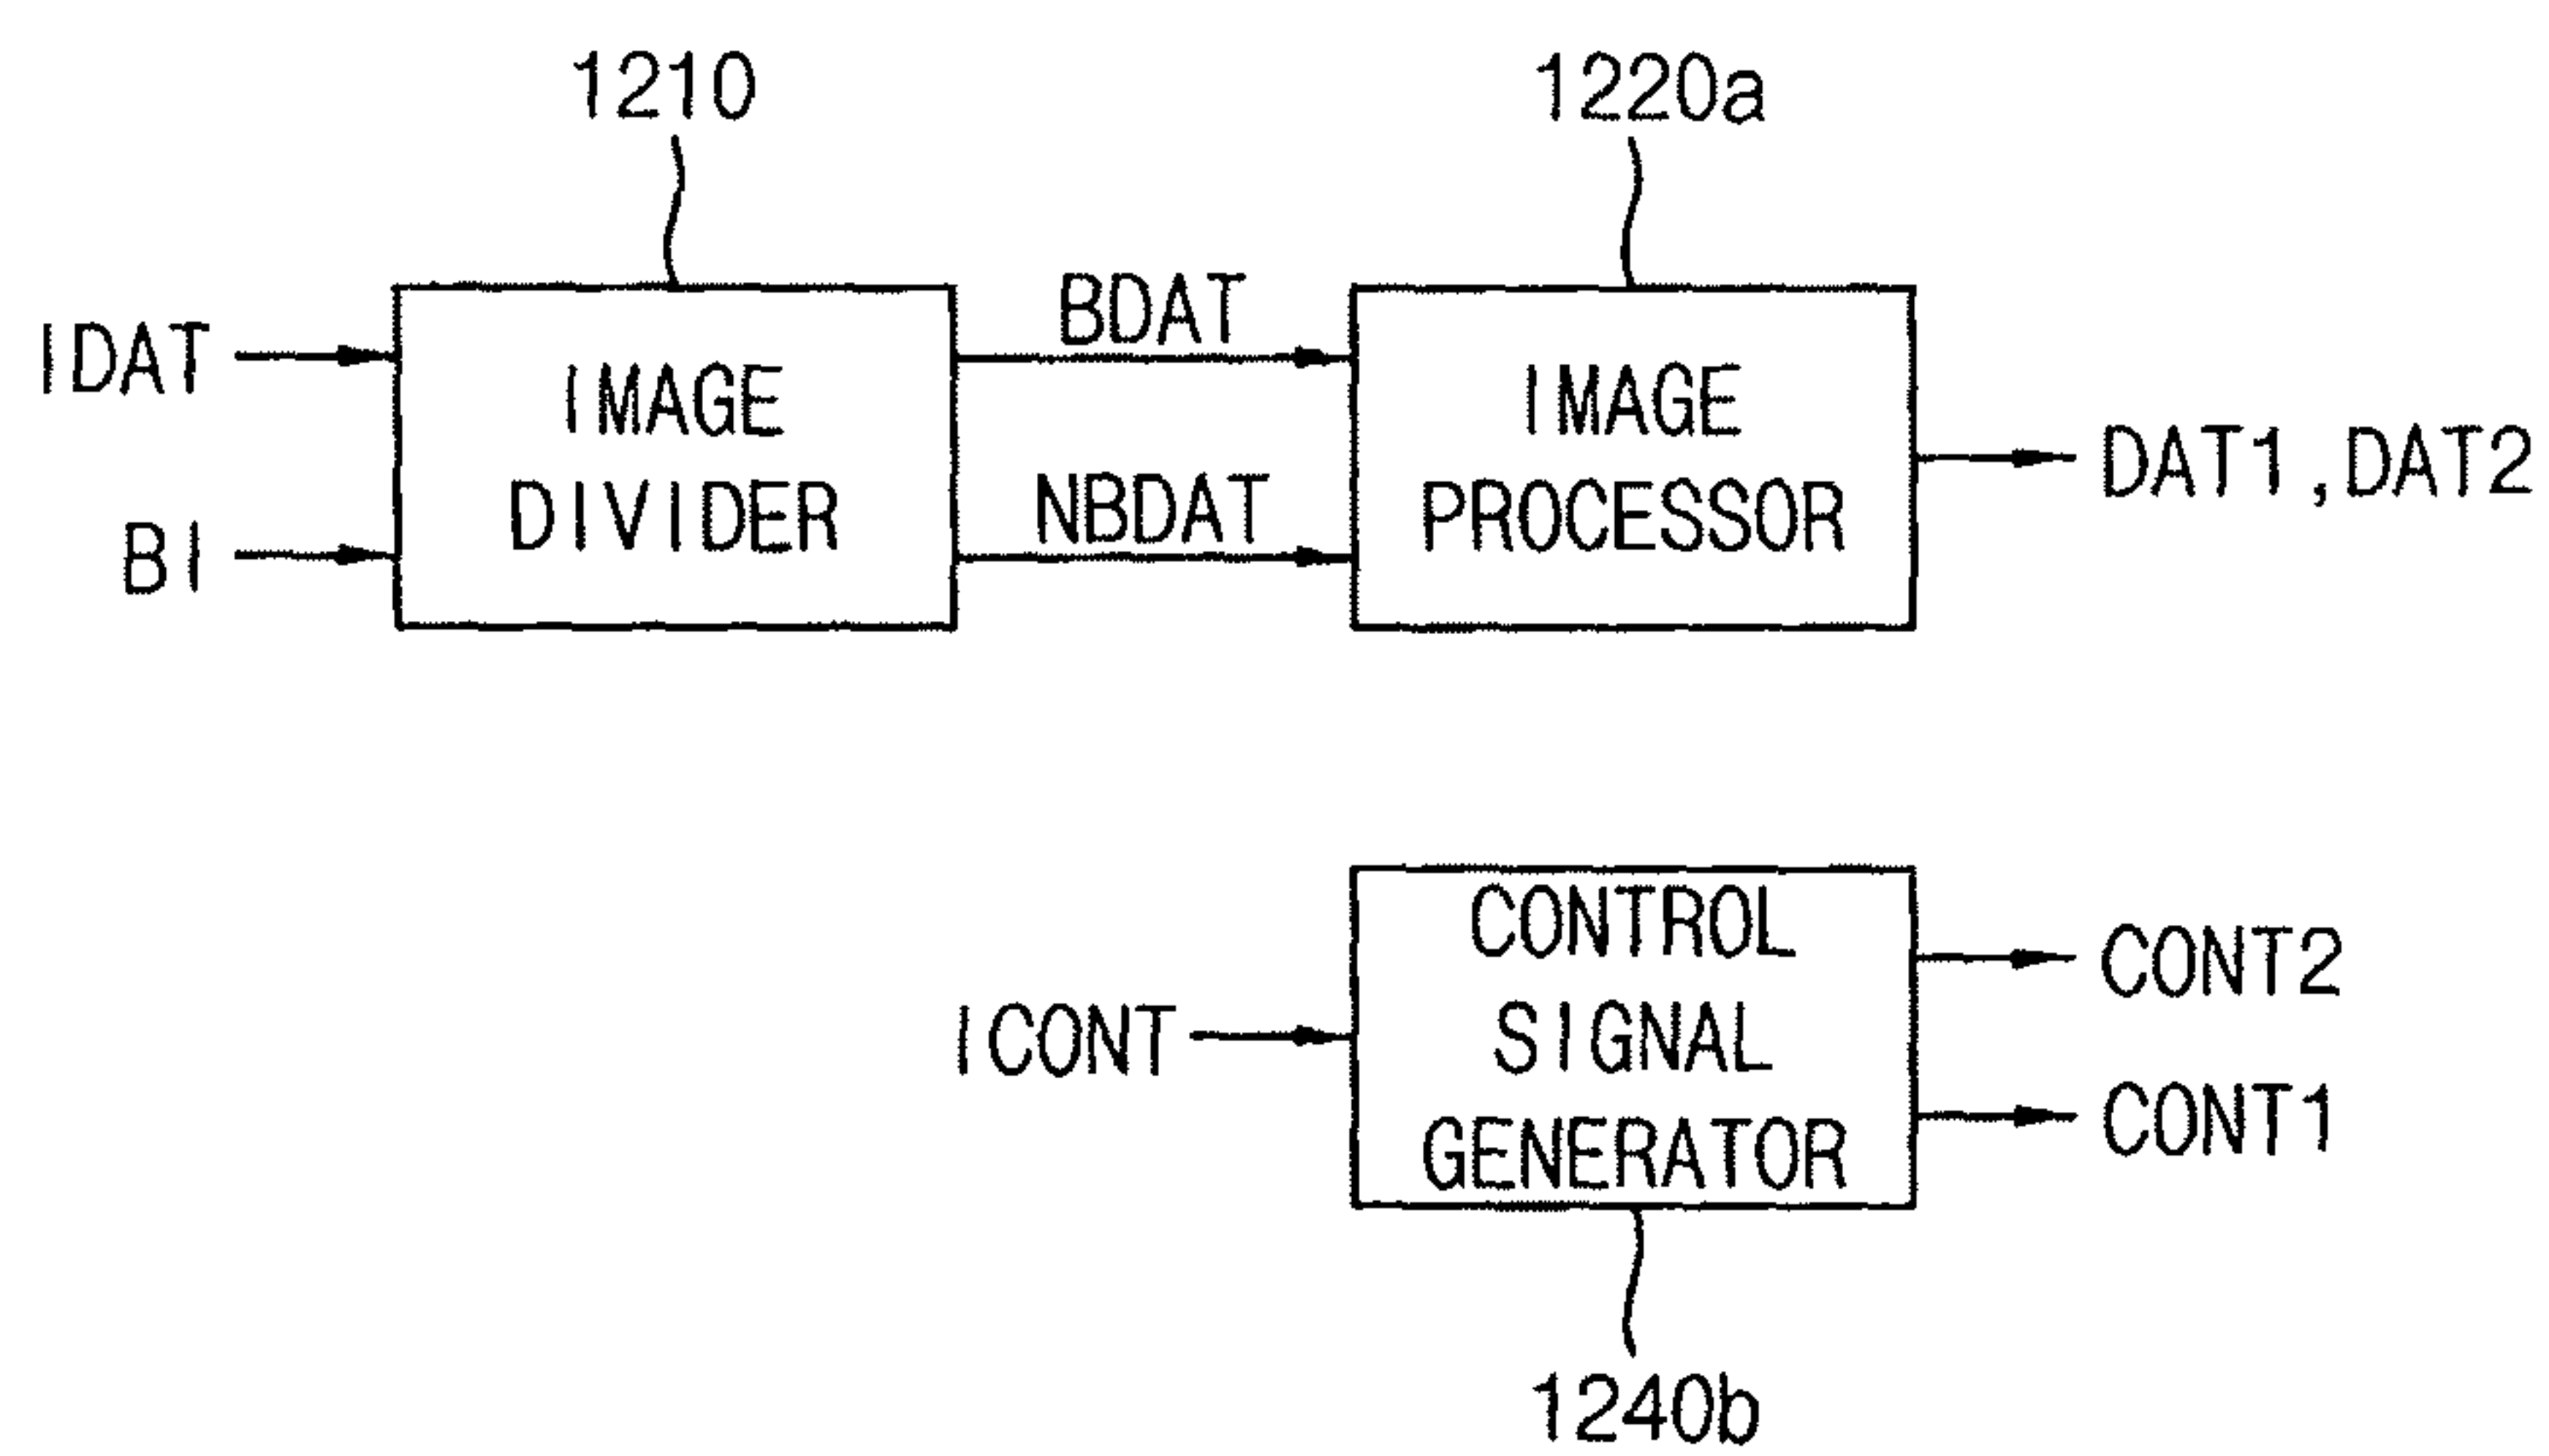 1210
1220a
IDAT
BI
IMAGE
DIVIDER
BDAT
NBDAT
IMAGE
PROCESSOR
DAT1,DAT2
ICONT
CONTROL
SIGNAL
GENERATOR
CONT2
CONT1
1240b